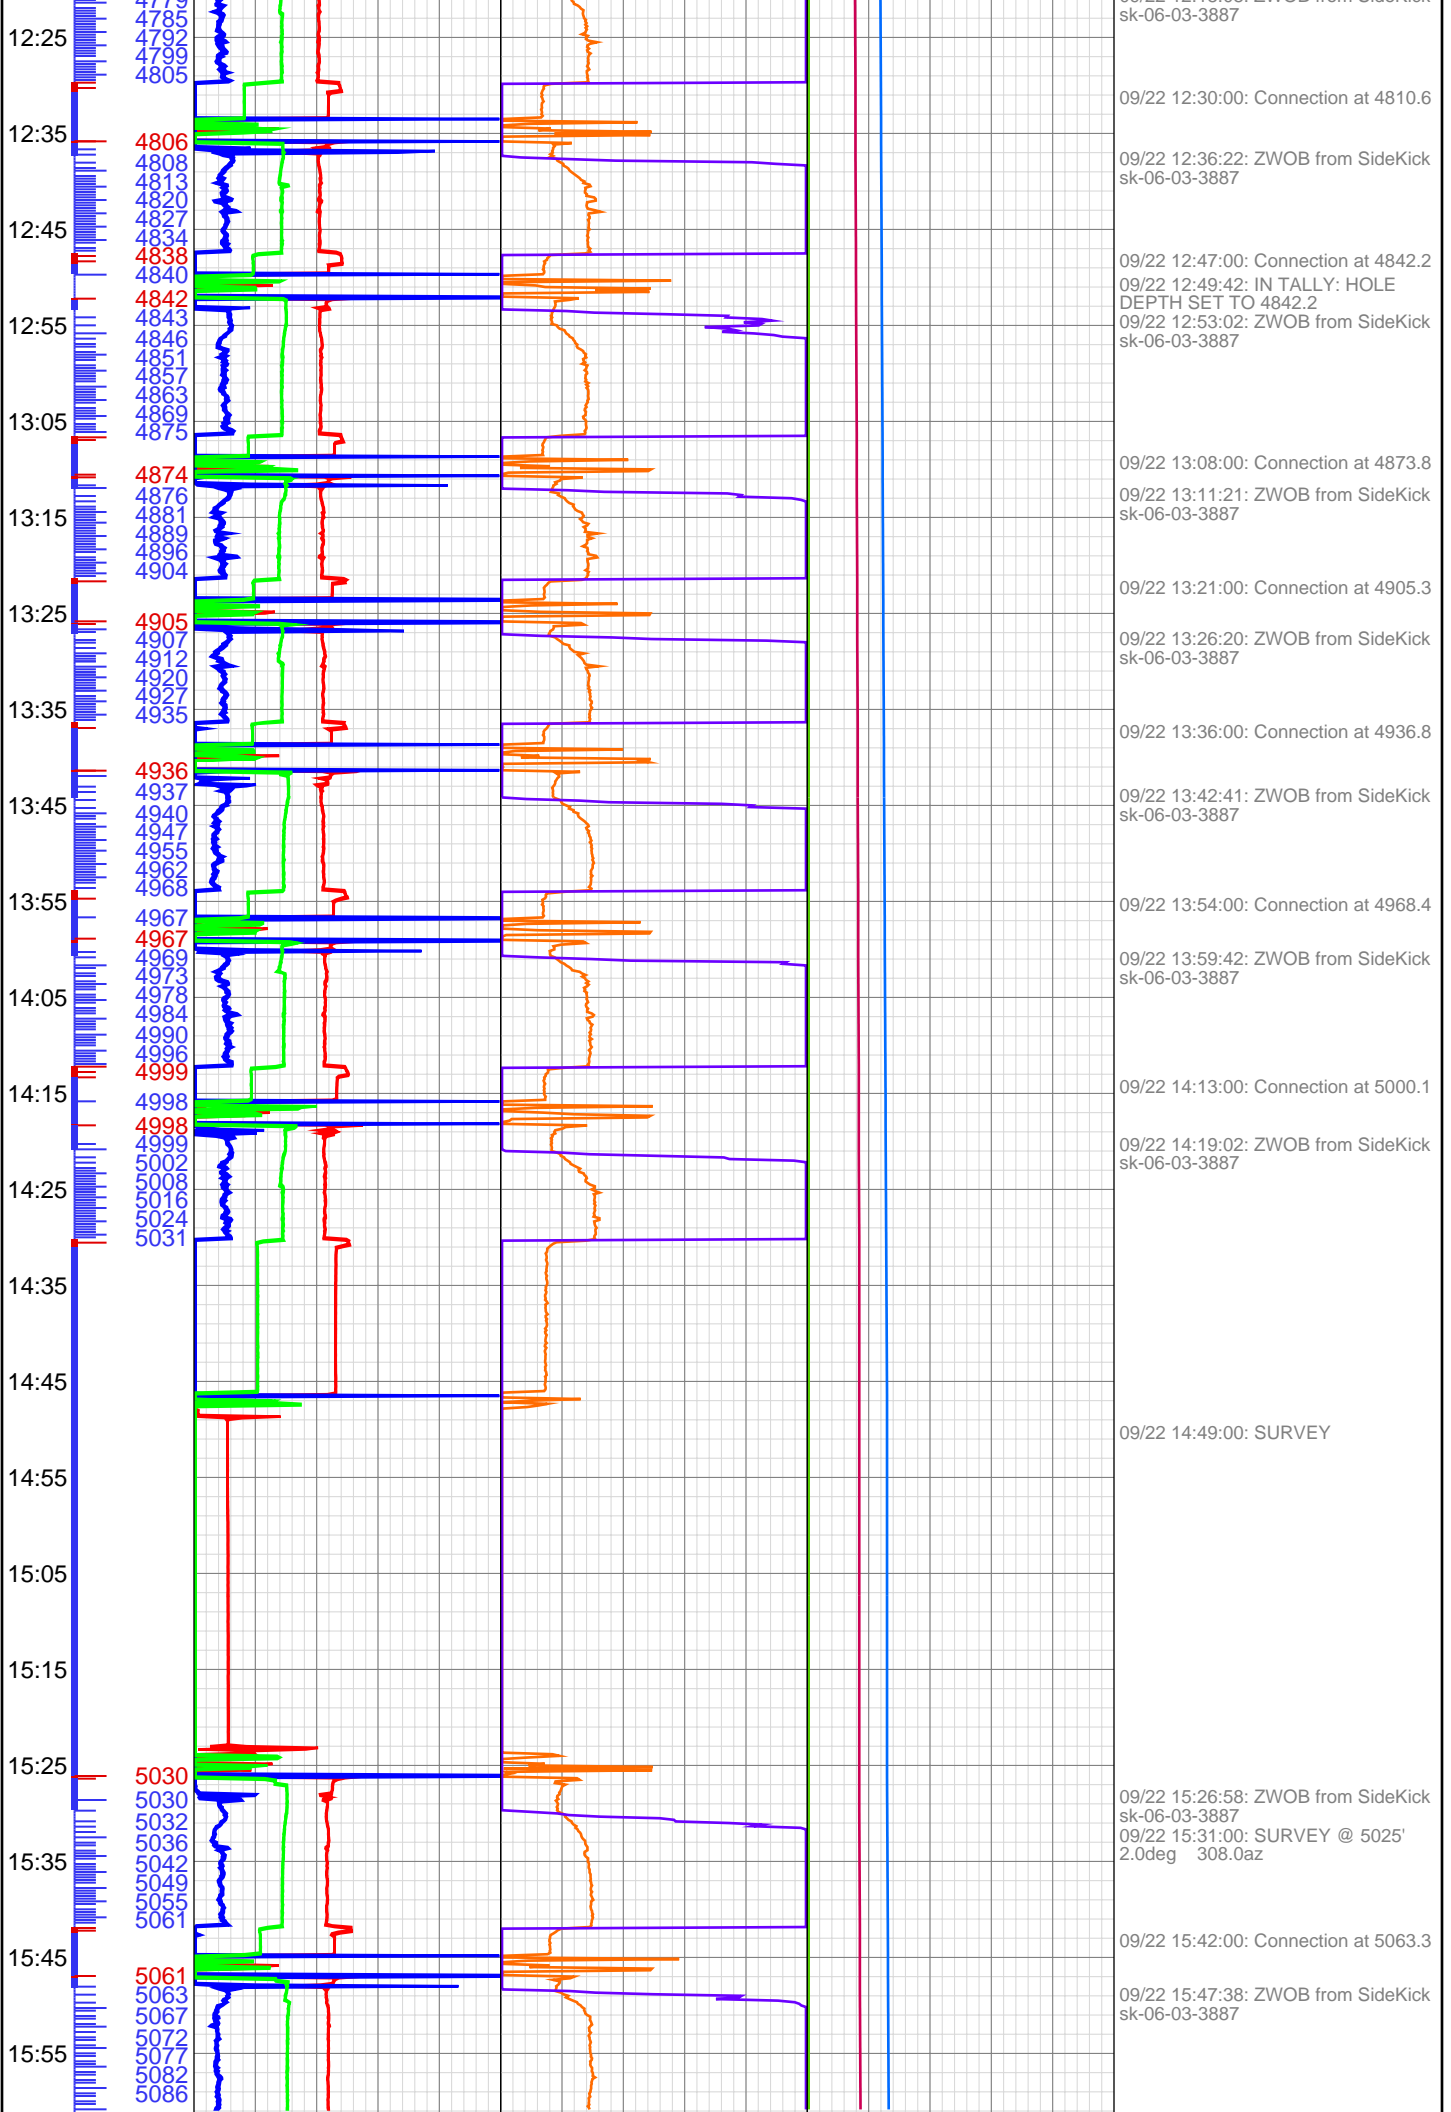 4779
sk-06-03-3887
4785
12:25
4792
4799
4805
09/22 12:30:00: Connection at 4810.6
12:35
4806
4808
09/22 12:36:22: ZWOB from SideKick
sk-06-03-3887
4813
4820
4827
12:45
4834
4838
09/22 12:47:00: Connection at 4842.2
4840
09/22 12:49:42: IN TALLY: HOLE
DEPTH SET TO 4842.2
4842
4843
12:55
09/22 12:53:02: ZWOB from SideKick
sk-06-03-3887
4846
4851
4857
4863
4869
13:05
4875
09/22 13:08:00: Connection at 4873.8
4874
4876
09/22 13:11:21: ZWOB from SideKick
sk-06-03-3887
13:15
4881
4889
4896
4904
09/22 13:21:00: Connection at 4905.3
13:25
4905
4907
09/22 13:26:20: ZWOB from SideKick
sk-06-03-3887
4912
4920
4927
13:35
4935
09/22 13:36:00: Connection at 4936.8
4936
4937
09/22 13:42:41: ZWOB from SideKick
sk-06-03-3887
13:45
4940
4947
4955
4962
4968
13:55
09/22 13:54:00: Connection at 4968.4
4967
4967
4969
09/22 13:59:42: ZWOB from SideKick
sk-06-03-3887
4973
14:05
4978
4984
4990
4996
4999
09/22 14:13:00: Connection at 5000.1
14:15
4998
4998
4999
09/22 14:19:02: ZWOB from SideKick
sk-06-03-3887
5002
5008
14:25
5016
5024
5031
14:35
14:45
09/22 14:49:00: SURVEY
14:55
15:05
15:15
15:25
5030
5030
09/22 15:26:58: ZWOB from SideKick
sk-06-03-3887
5032
09/22 15:31:00: SURVEY @ 5025'
2.0deg 308.0az
5036
15:35
5042
5049
5055
5061
09/22 15:42:00: Connection at 5063.3
15:45
5061
5063
09/22 15:47:38: ZWOB from SideKick
sk-06-03-3887
5067
5072
15:55
5077
5082
5086